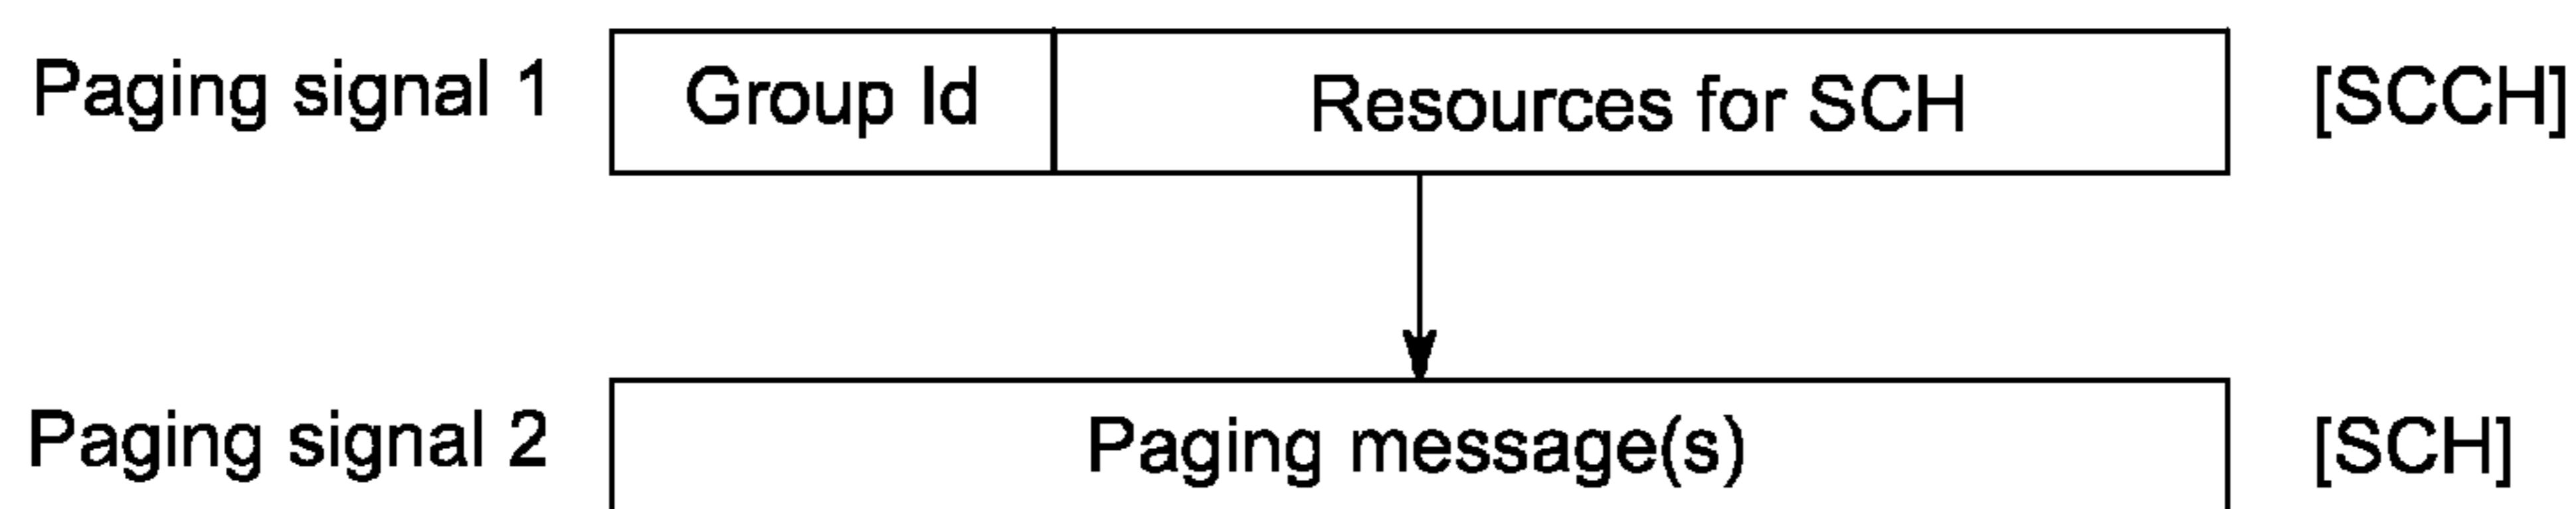 Paging signal 1 Group Id Resources for SCH [SCCH]
Paging signal 2 Paging message(s) [SCH]